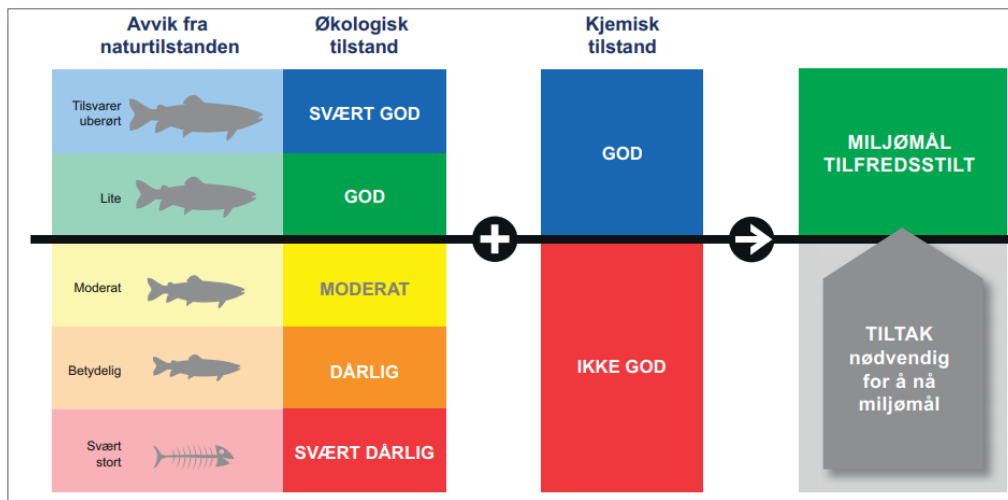 Avvik fra
naturtilstanden
Økologisk
tilstand
Kjemisk
tilstand
Tilsvarer
uberørt
SVÆRT GOD
GOD
MILJØMÅL
TILFREDSSTILT
Lite
GOD
Moderat
MODERAT
Betydelig
DÅRLIG
IKKE GOD
TILTAK
nødvendig
for å nå
miljømål
Svært
stort
SVÆRT DÅRLIG